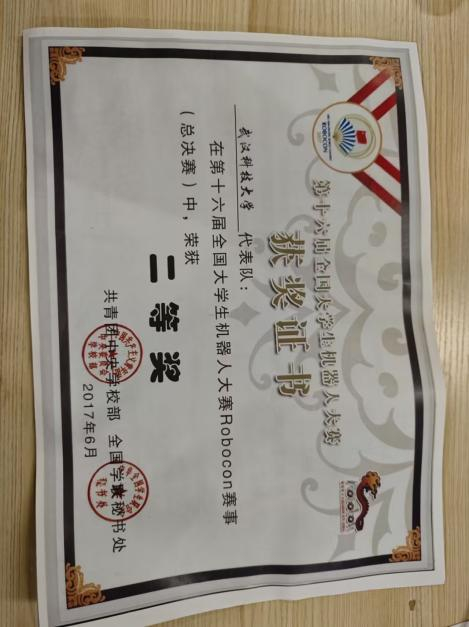 第十六届全国大学生机器人大赛
获奖证书
武汉科技大学 代表队:
在第十六届全国大学生机器人大赛Robocon赛事
(总决赛)中,荣获
二等奖
共青团中央学校部 全国学联秘书处
2017年6月
ROBOCON